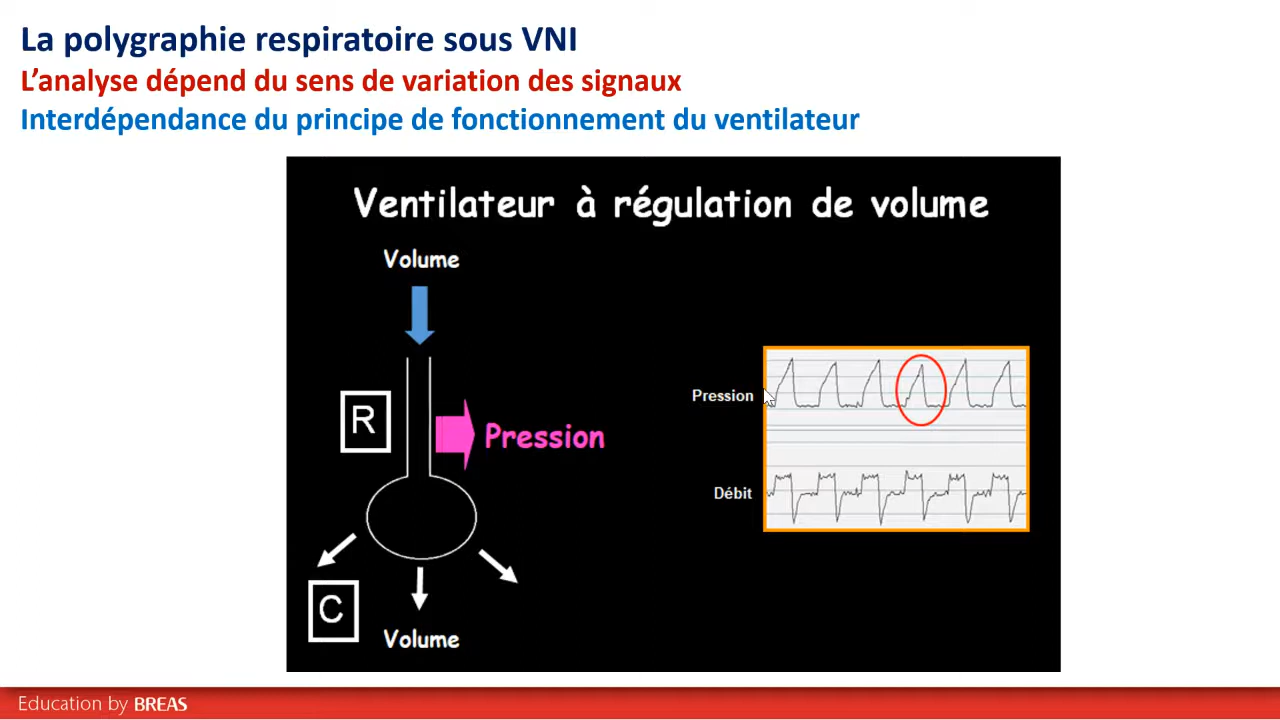 La polygraphie respiratoire sous VNI
L’analyse dépend du sens de variation des signaux
Interdépendance du principe de fonctionnement du ventilateur
Ventilateur à régulation de volume
Volume
R
Pression
Pression
Débit
C
Volume
Education by BREAS